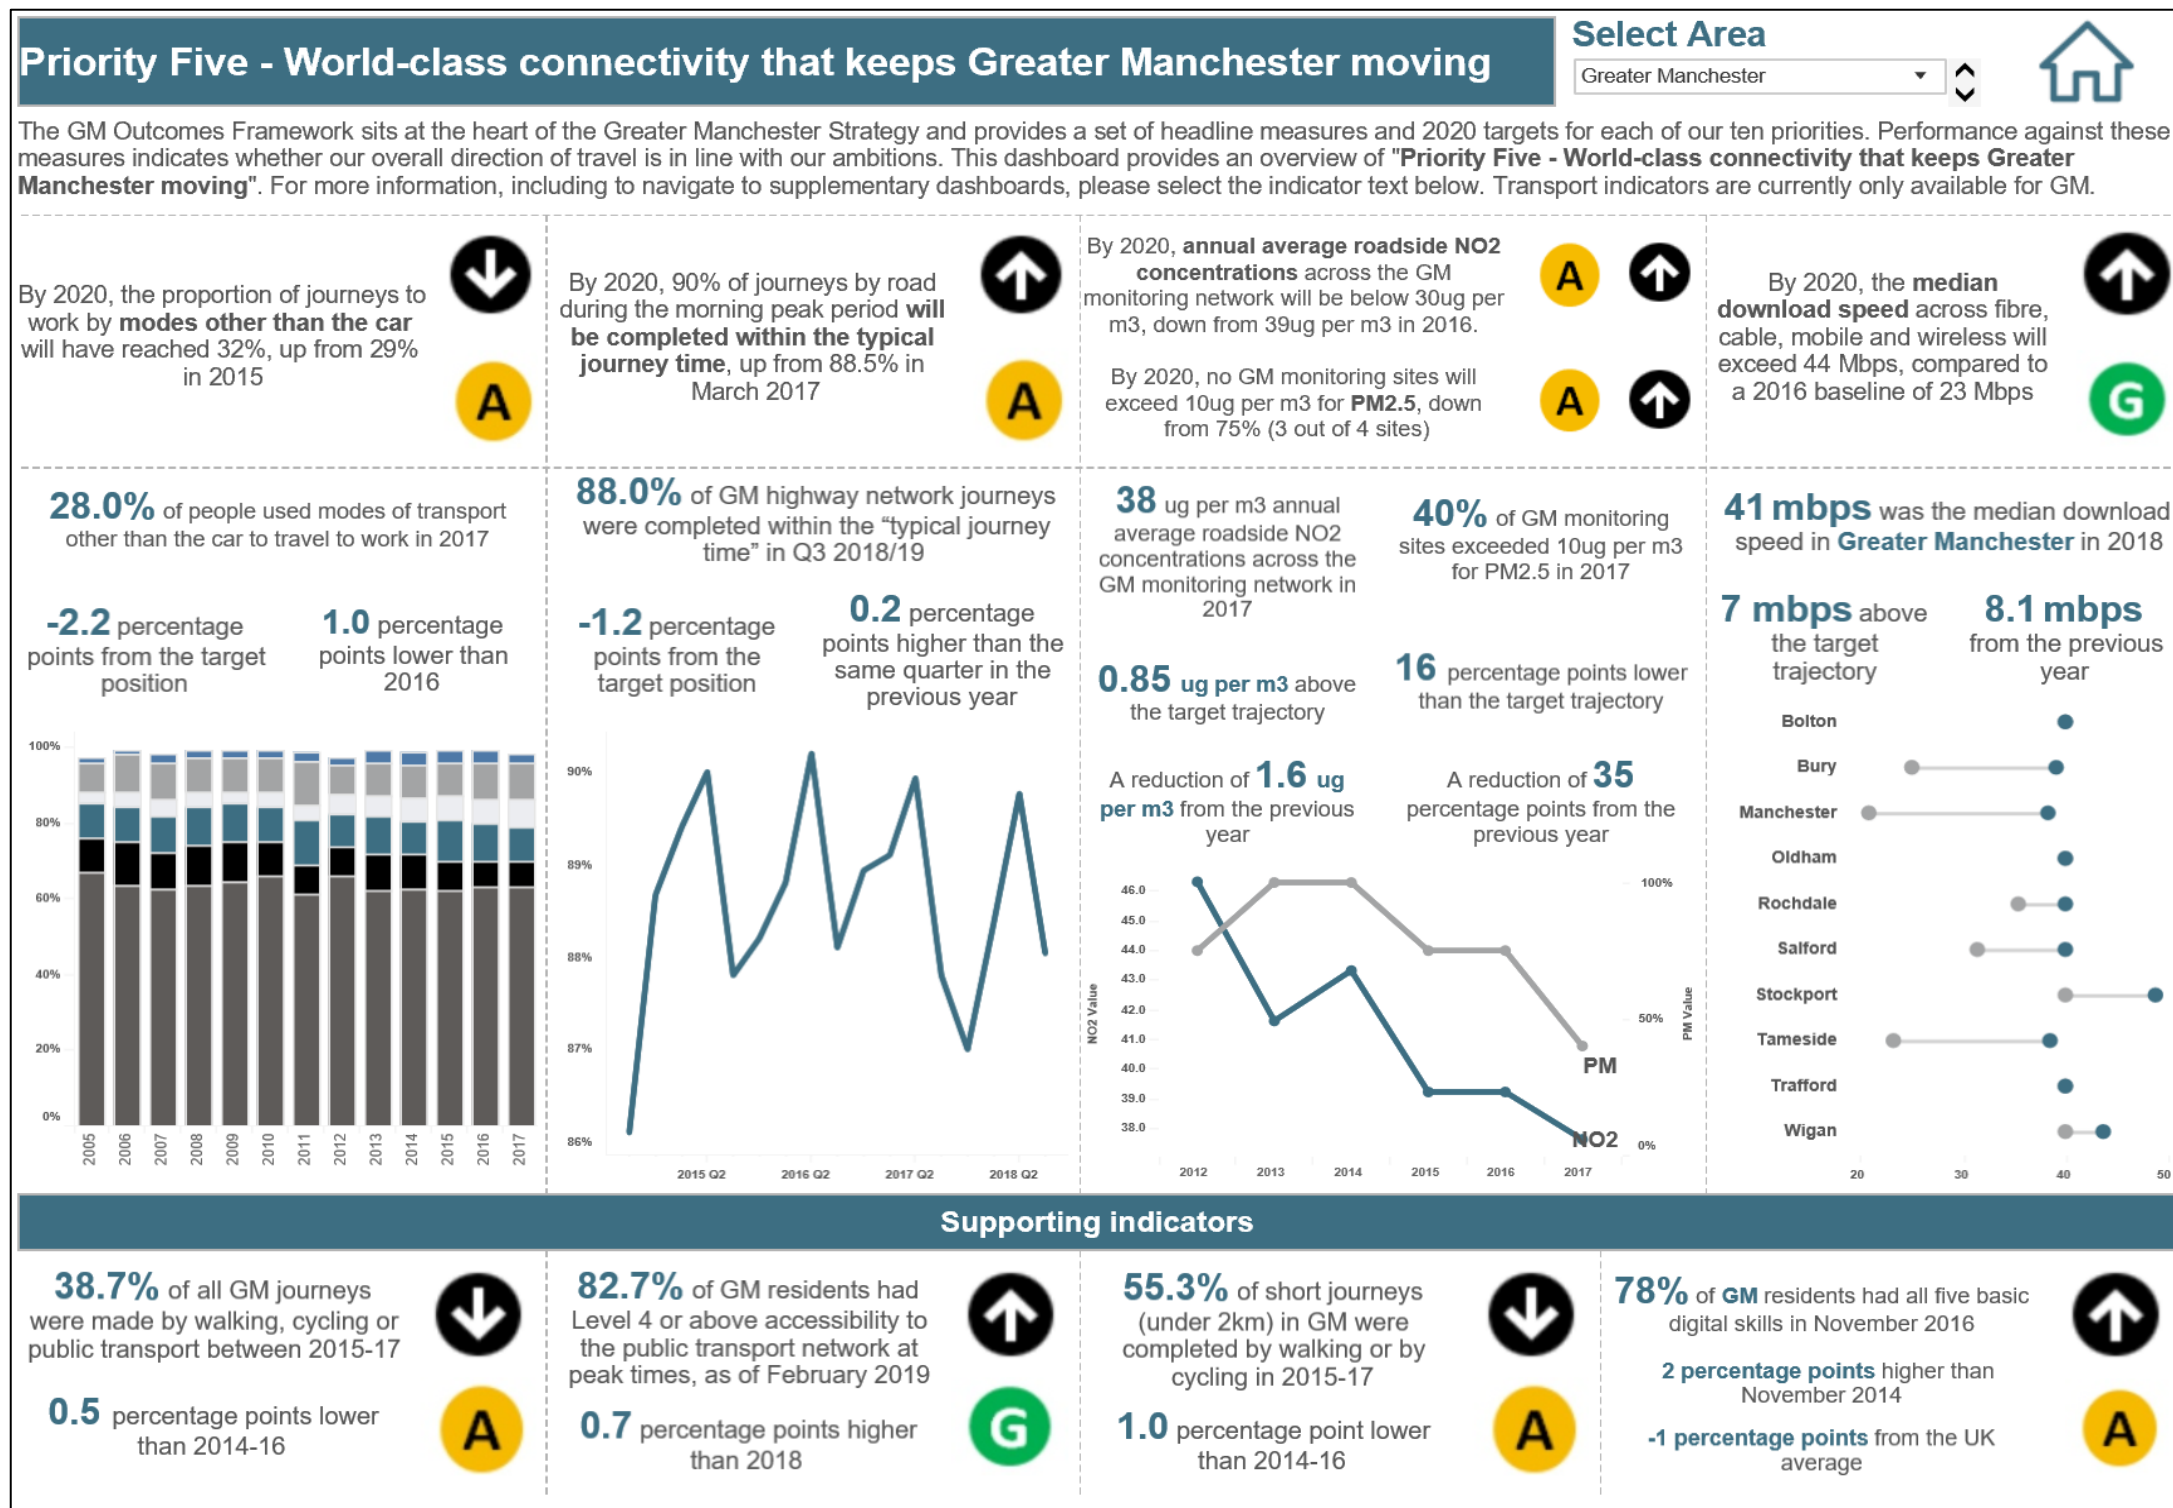 Priority Five - World-class connectivity that keeps Greater Manchester moving
Select Area
Greater Manchester
The GM Outcomes Framework sits at the heart of the Greater Manchester Strategy and provides a set of headline measures and 2020 targets for each of our ten priorities. Performance against these
measures indicates whether our overall direction of travel is in line with our ambitions. This dashboard provides an overview of "Priority Five - World-class connectivity that keeps Greater
Manchester moving". For more information, including to navigate to supplementary dashboards, please select the indicator text below. Transport indicators are currently only available for GM.
By 2020, the proportion of journeys to
work by modes other than the car
will have reached 32%, up from 29%
in 2015
A
By 2020, 90% of journeys by road
during the morning peak period will
be completed within the typical
journey time, up from 88.5% in
March 2017
A
By 2020, annual average roadside NO2
concentrations across the GM
monitoring network will be below 30ug per
m3, down from 39ug per m3 in 2016.
A
By 2020, no GM monitoring sites will
exceed 10ug per m3 for PM2.5, down
from 75% (3 out of 4 sites)
A
By 2020, the median
download speed across fibre,
cable, mobile and wireless will
exceed 44 Mbps, compared to
a 2016 baseline of 23 Mbps
G
28.0% of people used modes of transport
other than the car to travel to work in 2017
-2.2 percentage
points from the target
position
1.0 percentage
points lower than
2016
100%
80%
60%
40%
20%
0%
2005
2006
2007
2008
2009
2010
2011
2012
2013
2014
2015
2016
2017
88.0% of GM highway network journeys
were completed within the “typical journey
time” in Q3 2018/19
-1.2 percentage
points from the
target position
0.2 percentage
points higher than the
same quarter in the
previous year
90%
89%
88%
87%
86%
2015 Q2
2016 Q2
2017 Q2
2018 Q2
38 ug per m3 annual
average roadside NO2
concentrations across the
GM monitoring network in
2017
40% of GM monitoring
sites exceeded 10ug per m3
for PM2.5 in 2017
0.85 ug per m3 above
the target trajectory
16 percentage points lower
than the target trajectory
A reduction of 1.6 ug
per m3 from the previous
year
A reduction of 35
percentage points from the
previous year
46.0
45.0
44.0
43.0
42.0
41.0
40.0
39.0
38.0
NO2 Value
100%
50%
0%
PM Value
PM
NO2
2012
2013
2014
2015
2016
2017
41 mbps was the median download
speed in Greater Manchester in 2018
7 mbps above
the target
trajectory
8.1 mbps
from the previous
year
Bolton
Bury
Manchester
Oldham
Rochdale
Salford
Stockport
Tameside
Trafford
Wigan
20
30
40
50
Supporting indicators
38.7% of all GM journeys
were made by walking, cycling or
public transport between 2015-17
0.5 percentage points lower
than 2014-16
A
82.7% of GM residents had
Level 4 or above accessibility to
the public transport network at
peak times, as of February 2019
0.7 percentage points higher
than 2018
G
55.3% of short journeys
(under 2km) in GM were
completed by walking or by
cycling in 2015-17
1.0 percentage point lower
than 2014-16
A
78% of GM residents had all five basic
digital skills in November 2016
2 percentage points higher than
November 2014
-1 percentage points from the UK
average
A